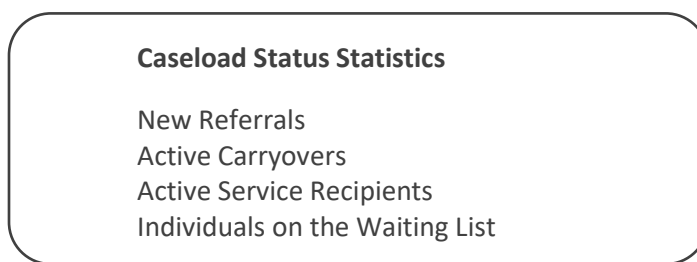 Caseload Status Statistics
New Referrals
Active Carryovers
Active Service Recipients
Individuals on the Waiting List